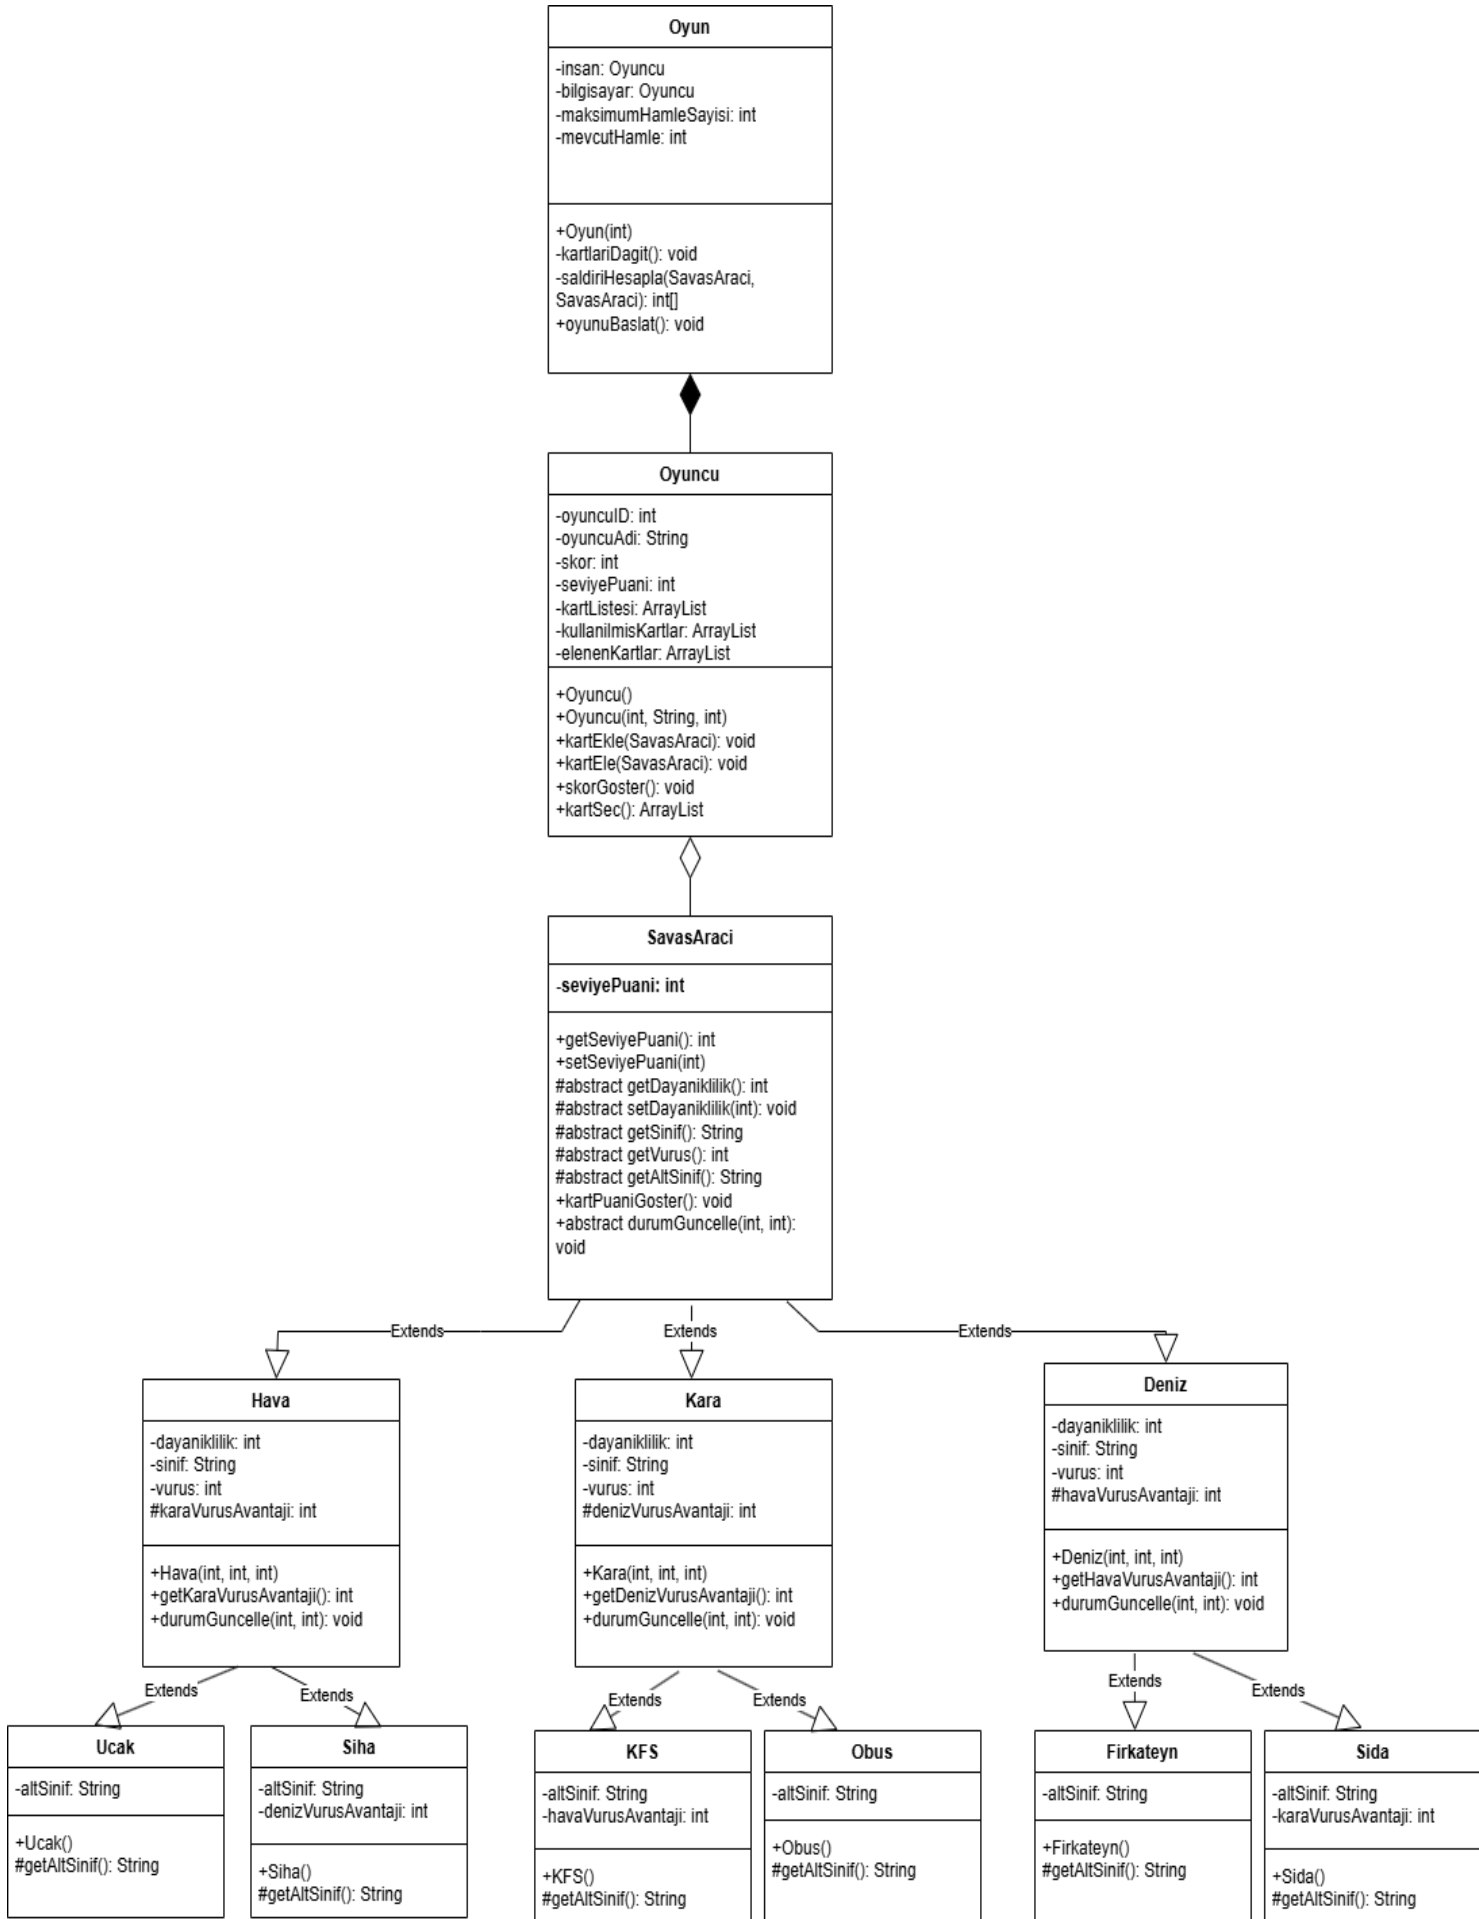 Oyun
-insan: Oyuncu
-bilgisayar: Oyuncu
-maksimumHamleSayisi: int
-mevcutHamle: int
+Oyun(int)
-kartlariDagit(): void
-saldiriHesapla(SavasAraci,
SavasAraci): int[]
+oyunuBaslat(): void
Oyuncu
-oyuncuID: int
-oyuncuAdi: String
-skor: int
-seviyePuani: int
-kartListesi: ArrayList
-kullanilmisKartlar: ArrayList
-elenenKartlar: ArrayList
+Oyuncu()
+Oyuncu(int, String, int)
+kartEkle(SavasAraci): void
+kartEle(SavasAraci): void
+skorGoster(): void
+kartSec(): ArrayList
SavasAraci
-seviyePuani: int
+getSeviyePuani(): int
+setSeviyePuani(int)
#abstract getDayaniklilik(): int
#abstract setDayaniklilik(int): void
#abstract getSinif(): String
#abstract getVurus(): int
#abstract getAltSinif(): String
+kartPuaniGoster(): void
+abstract durumGuncelle(int, int):
void
Extends
Extends
Extends
Hava
-dayaniklilik: int
-sinif: String
-vurus: int
#karaVurusAvantaji: int
+Hava(int, int, int)
+getKaraVurusAvantaji(): int
+durumGuncelle(int, int): void
Kara
-dayaniklilik: int
-sinif: String
-vurus: int
#denizVurusAvantaji: int
+Kara(int, int, int)
+getDenizVurusAvantaji(): int
+durumGuncelle(int, int): void
Deniz
-dayaniklilik: int
-sinif: String
-vurus: int
#havaVurusAvantaji: int
+Deniz(int, int, int)
+getHavaVurusAvantaji(): int
+durumGuncelle(int, int): void
Extends
Extends
Extends
Extends
Extends
Extends
Ucak
-altSinif: String
+Ucak()
#getAltSinif(): String
Siha
-altSinif: String
-denizVurusAvantaji: int
+Siha()
#getAltSinif(): String
KFS
-altSinif: String
-havaVurusAvantaji: int
+KFS()
#getAltSinif(): String
Obus
-altSinif: String
+Obus()
#getAltSinif(): String
Firkateyn
-altSinif: String
+Firkateyn()
#getAltSinif(): String
Sida
-altSinif: String
-karaVurusAvantaji: int
+Sida()
#getAltSinif(): String